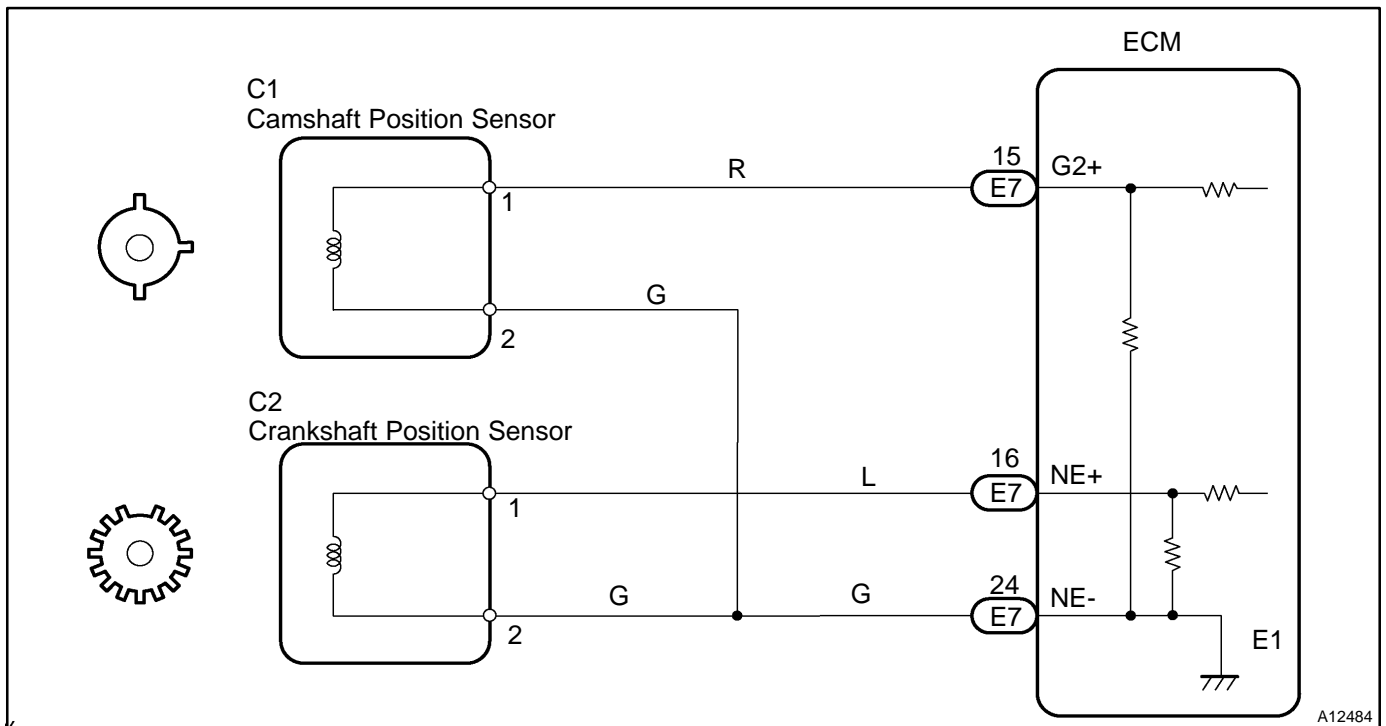 ECM
C1
Camshaft Position Sensor
1
R
15
E7
G2+
2
G
C2
Crankshaft Position Sensor
1
L
16
E7
NE+
2
G
G
24
E7
NE-
E1
A12484